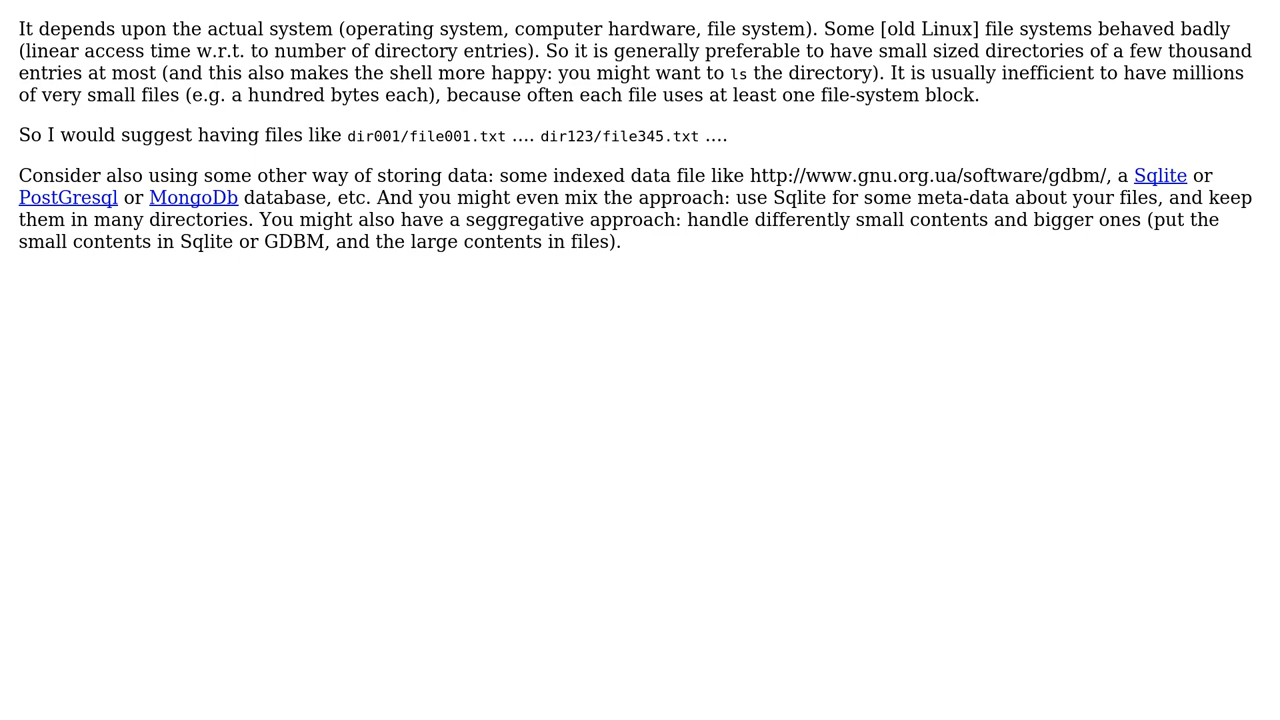 It depends upon the actual system (operating system, computer hardware, file system). Some [old Linux] file systems behaved badly
(linear access time w.r.t. to number of directory entries). So it is generally preferable to have small sized directories of a few thousand
entries at most (and this also makes the shell more happy: you might want to ls the directory). It is usually inefficient to have millions
of very small files (e.g. a hundred bytes each), because often each file uses at least one file-system block.
So I would suggest having files like dir001/file001.txt .... dir123/file345.txt ....
Consider also using some other way of storing data: some indexed data file like http://www.gnu.org.ua/software/gdbm/, a Sqlite or
PostGresql or MongoDb database, etc. And you might even mix the approach: use Sqlite for some meta-data about your files, and keep
them in many directories. You might also have a seggregative approach: handle differently small contents and bigger ones (put the
small contents in Sqlite or GDBM, and the large contents in files).